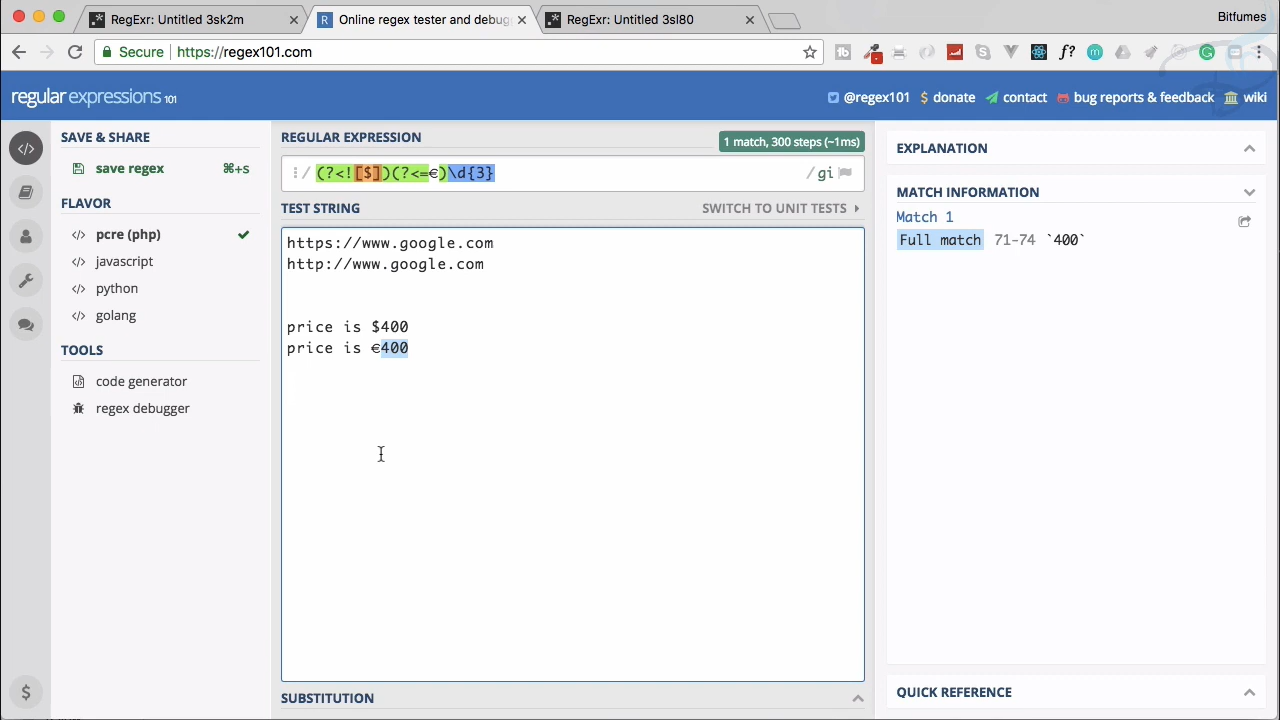 RegExr: Untitled 3sk2m
Online regex tester and debug
RegExr: Untitled 3sl80
Bitfumes
Secure
https://regex101.com
regular expressions 101
@regex101
$ donate
contact
bug reports & feedback
wiki
SAVE & SHARE
save regex
⌘+S
FLAVOR
</> pcre (php)
</> javascript
</> python
</> golang
TOOLS
code generator
regex debugger
REGULAR EXPRESSION
1 match, 300 steps (~1ms)
/ (?<![$])(?<=€)\d{3}
/ gi
TEST STRING
SWITCH TO UNIT TESTS
https://www.google.com
http://www.google.com
price is $400
price is €400
SUBSTITUTION
EXPLANATION
MATCH INFORMATION
Match 1
Full match 71-74 `400`
QUICK REFERENCE